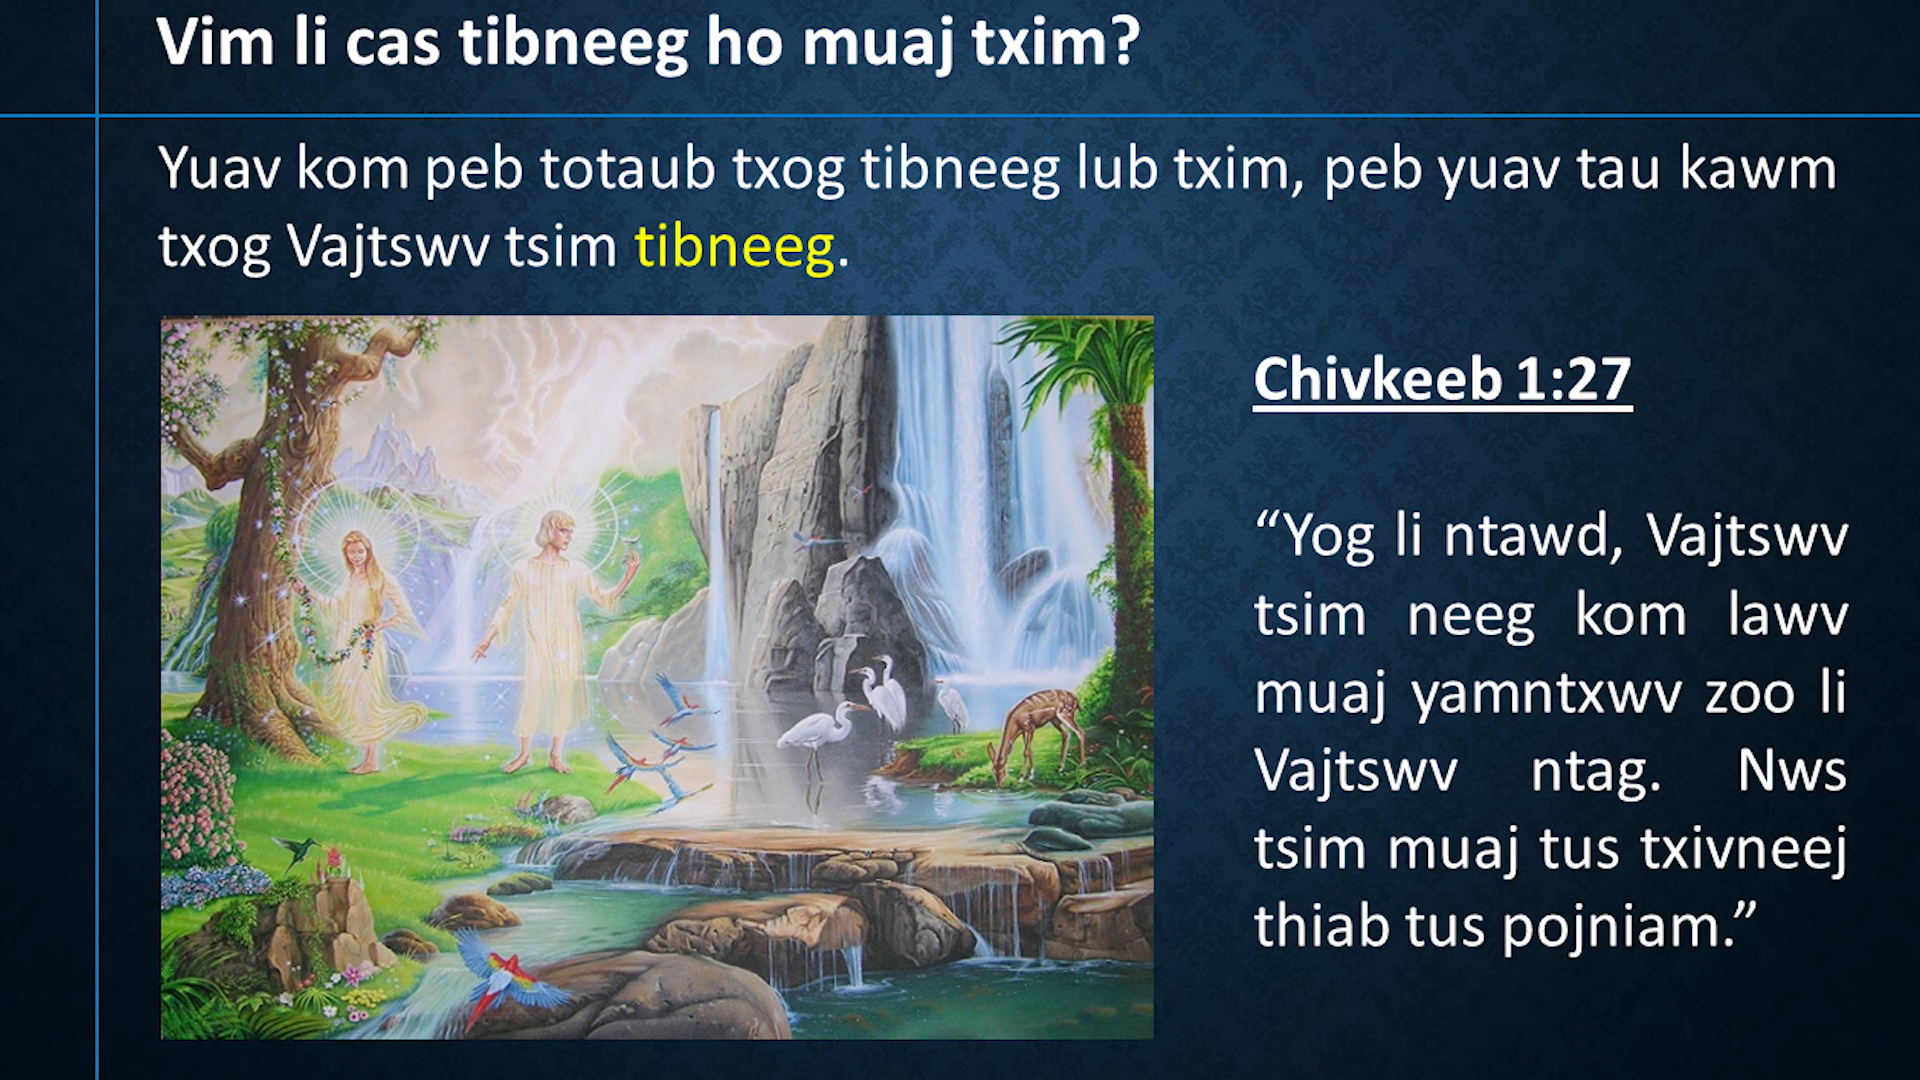 Vim li cas tibneeg ho muaj txim?
Yuav kom peb totaub txog tibneeg lub txim, peb yuav tau kawm
txog Vajtswv tsim tibneeg.
Chivkeeb 1:27
“Yog li ntawd, Vajtswv
tsim neeg kom lawv
muaj yamntxwv zoo li
Vajtswv ntag. Nws
tsim muaj tus txivneej
thiab tus pojniam.”